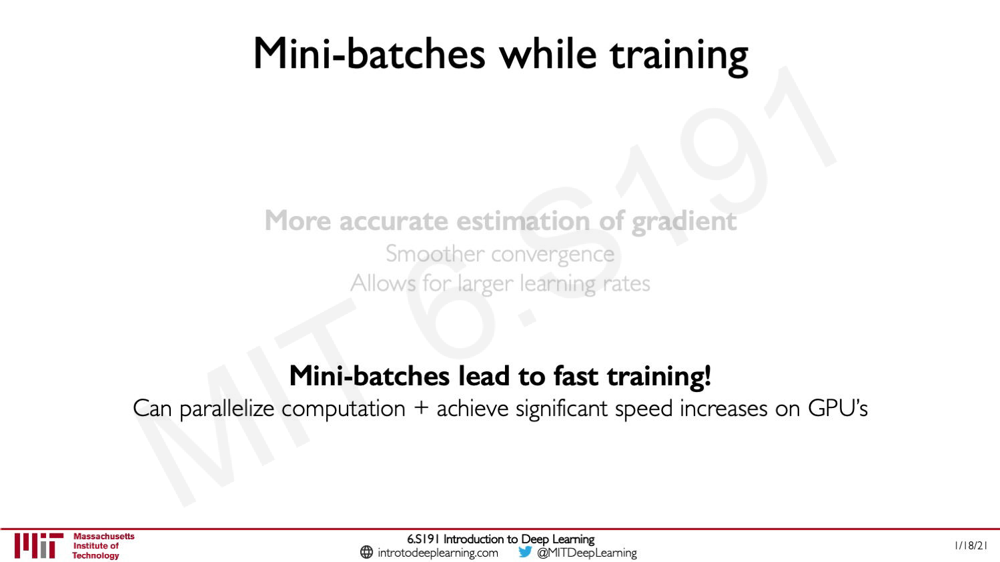 Mini-batches while training
More accurate estimation of gradient
Smoother convergence
Allows for larger learning rates
Mini-batches lead to fast training!
Can parallelize computation + achieve significant speed increases on GPU's
MIT 6.S191
Massachusetts
Institute of
Technology
6.S191 Introduction to Deep Learning
introtodeeplearning.com @MITDeepLearning
1/18/21